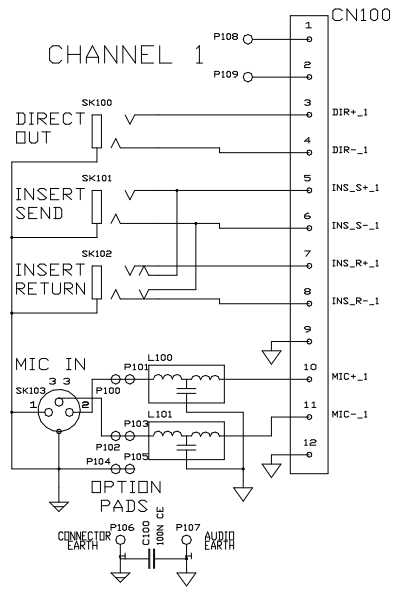 CN100
CHANNEL 1
P108
1
P109
2
SK100
DIRECT
OUT
3
DIR+_1
4
DIR-_1
SK101
INSERT
SEND
5
INS_S+_1
6
INS_S-_1
SK102
INSERT
RETURN
7
INS_R+_1
8
INS_R-_1
9
MIC IN
P101
L100
10
MIC+_1
3 3
SK103
P100
1
2
L101
P103
11
MIC-_1
P102
P104
P105
12
OPTION
PADS
CONNECTOR
EARTH
P106
C100
100N CE
P107
AUDIO
EARTH